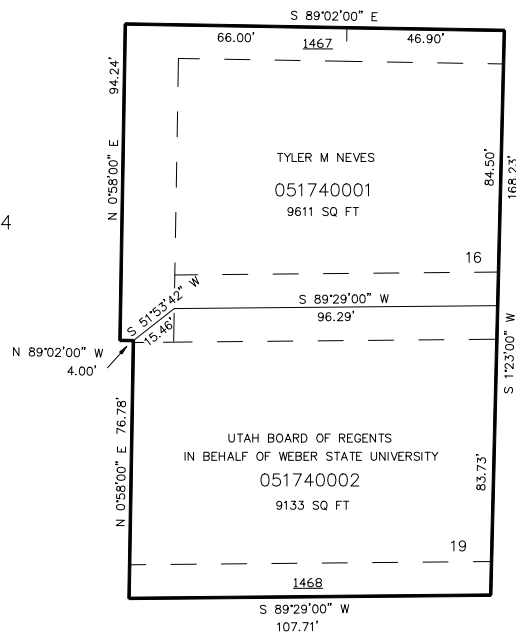 S 89°02'00" E
66.00'
1467
46.90'
94.24'
N 0°58'00" E
TYLER M NEVES
051740001
9611 SQ FT
84.50'
168.23'
4
16
S 51°53'42" W
15.46'
S 89°29'00" W
96.29'
N 89°02'00" W
4.00'
S 1°23'00" W
76.78'
N 0°58'00" E
UTAH BOARD OF REGENTS
IN BEHALF OF WEBER STATE UNIVERSITY
051740002
9133 SQ FT
83.73'
19
1468
S 89°29'00" W
107.71'